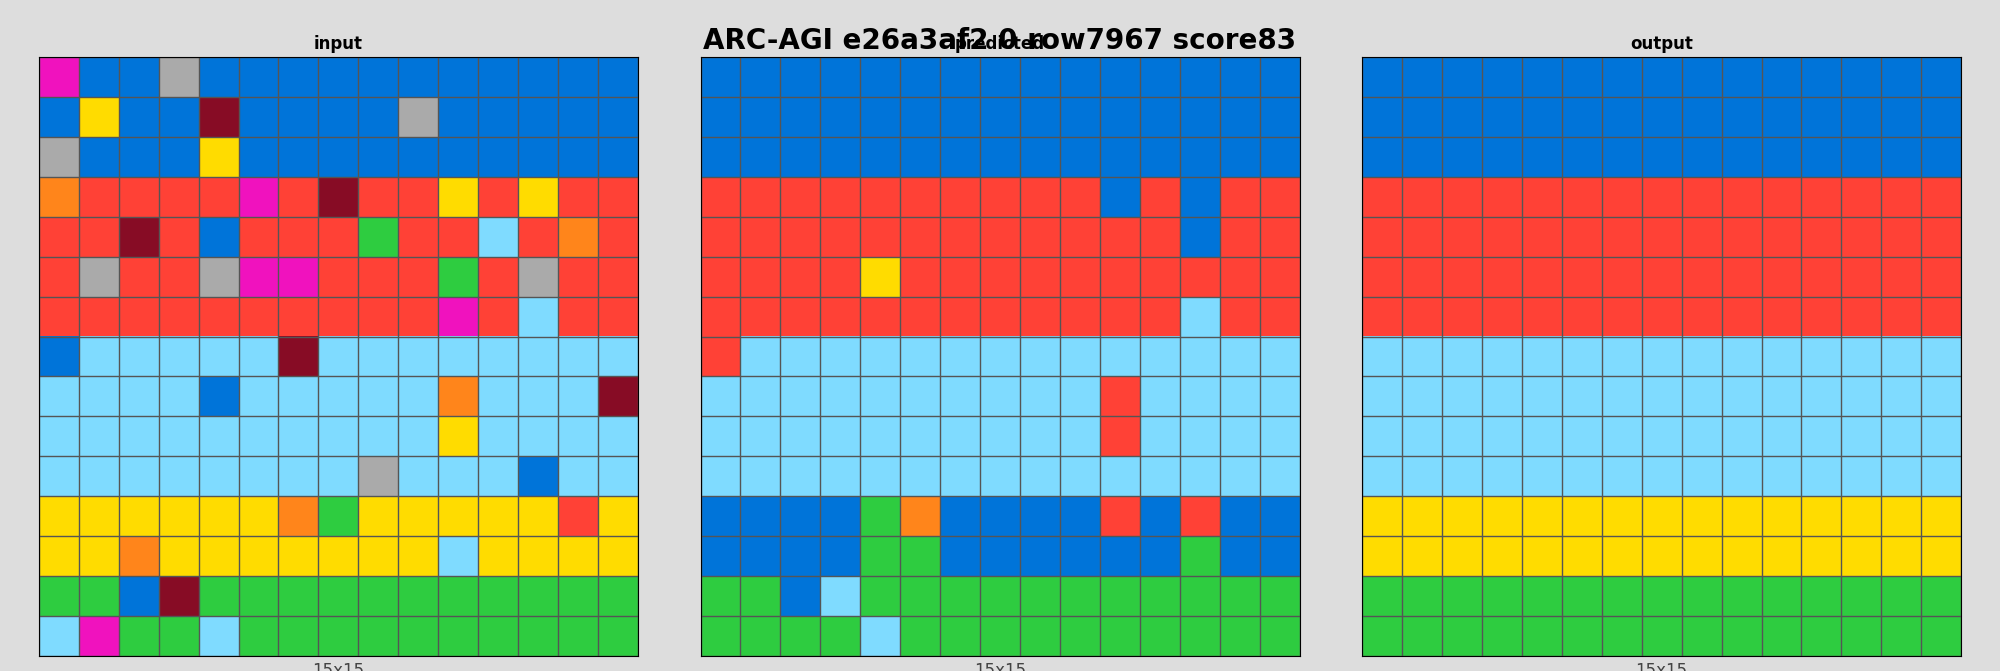 ARC-AGI e26a3af2.0 row7967 score83
input
predicted
output
15x15
15x15
15x15